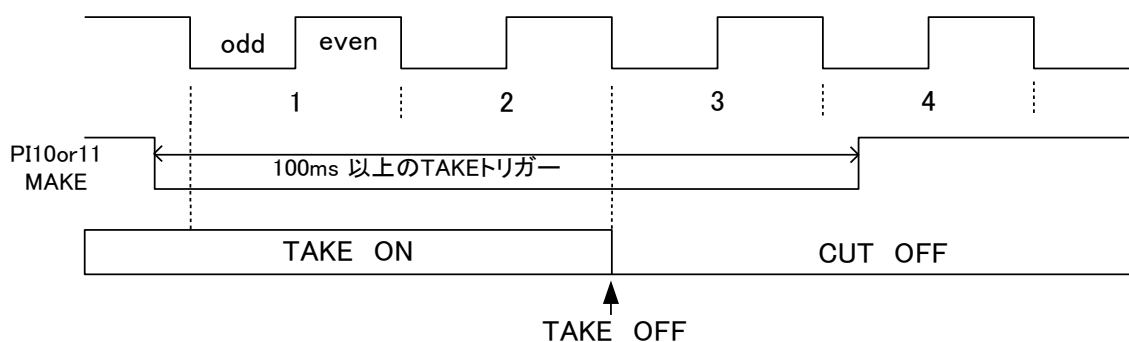 odd even
1 2 3 4
PI10or11
MAKE
100ms 以上のTAKEトリガー
TAKE ON
CUT OFF
TAKE OFF